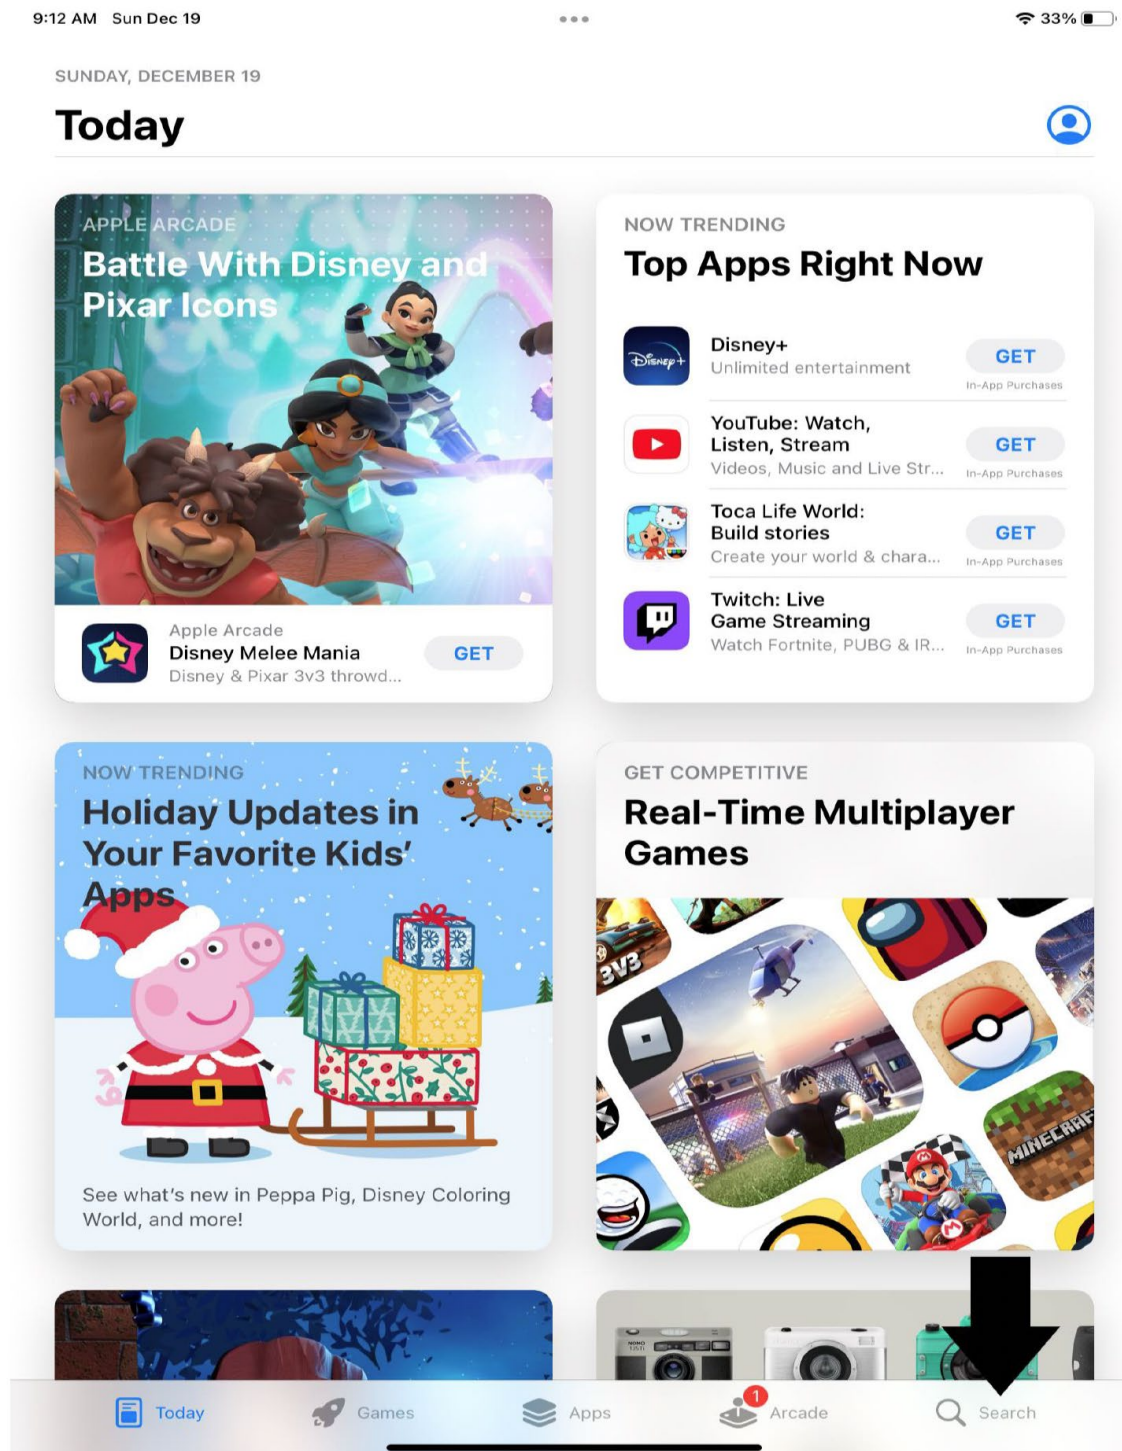 9:12 AM Sun Dec 19
33%
SUNDAY, DECEMBER 19
Today
APPLE ARCADE
Battle With Disney and
Pixar Icons
Apple Arcade
Disney Melee Mania
Disney & Pixar 3v3 throwd...
GET
NOW TRENDING
Top Apps Right Now
Disney+
Disney+
Unlimited entertainment
GET
In-App Purchases
YouTube: Watch,
Listen, Stream
Videos, Music and Live Str...
GET
In-App Purchases
Toca Life World:
Build stories
Create your world & chara...
GET
In-App Purchases
Twitch: Live
Game Streaming
Watch Fortnite, PUBG & IR...
GET
In-App Purchases
NOW TRENDING
Holiday Updates in
Your Favorite Kids'
Apps
See what's new in Peppa Pig, Disney Coloring
World, and more!
GET COMPETITIVE
Real-Time Multiplayer
Games
3V3
MINECRAFT
M
M
Today
Games
Apps
1
Arcade
Search